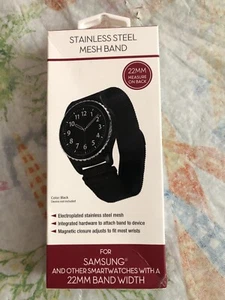 STAINLESS STEEL
MESH BAND
22MM
MEASURE
ON BACK
Color: Black
Electroplated stainless steel mesh
Integrated hardware to attach band to device
Magnetic closure adjusts to fit most wrists
FOR
SAMSUNG
AND OTHER SMARTWATCHES WITH A
22MM BAND WIDTH